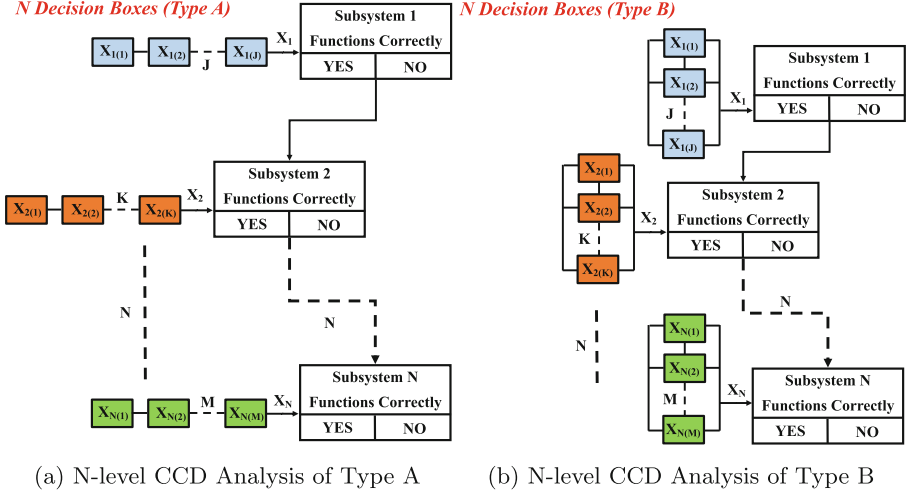 N Decision Boxes (Type A)
X1(1)
X1(2)
J
X1(J)
X1
Subsystem 1
Functions Correctly
YES NO
X2(1)
X2(2)
K
X2(K)
X2
Subsystem 2
Functions Correctly
YES NO
N
N
XN(1)
XN(2)
M
XN(M)
XN
Subsystem N
Functions Correctly
YES NO
(a) N-level CCD Analysis of Type A
N Decision Boxes (Type B)
X1(1)
X1(2)
J
X1(J)
X1
Subsystem 1
Functions Correctly
YES NO
X2(1)
X2(2)
K
X2(K)
X2
Subsystem 2
Functions Correctly
YES NO
N
N
XN(1)
XN(2)
M
XN(M)
XN
Subsystem N
Functions Correctly
YES NO
(b) N-level CCD Analysis of Type B